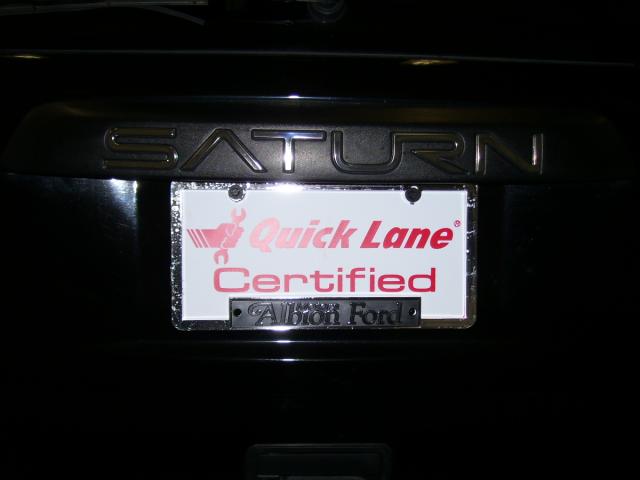 SATURN
Quick Lane®
Certified
Albion Ford